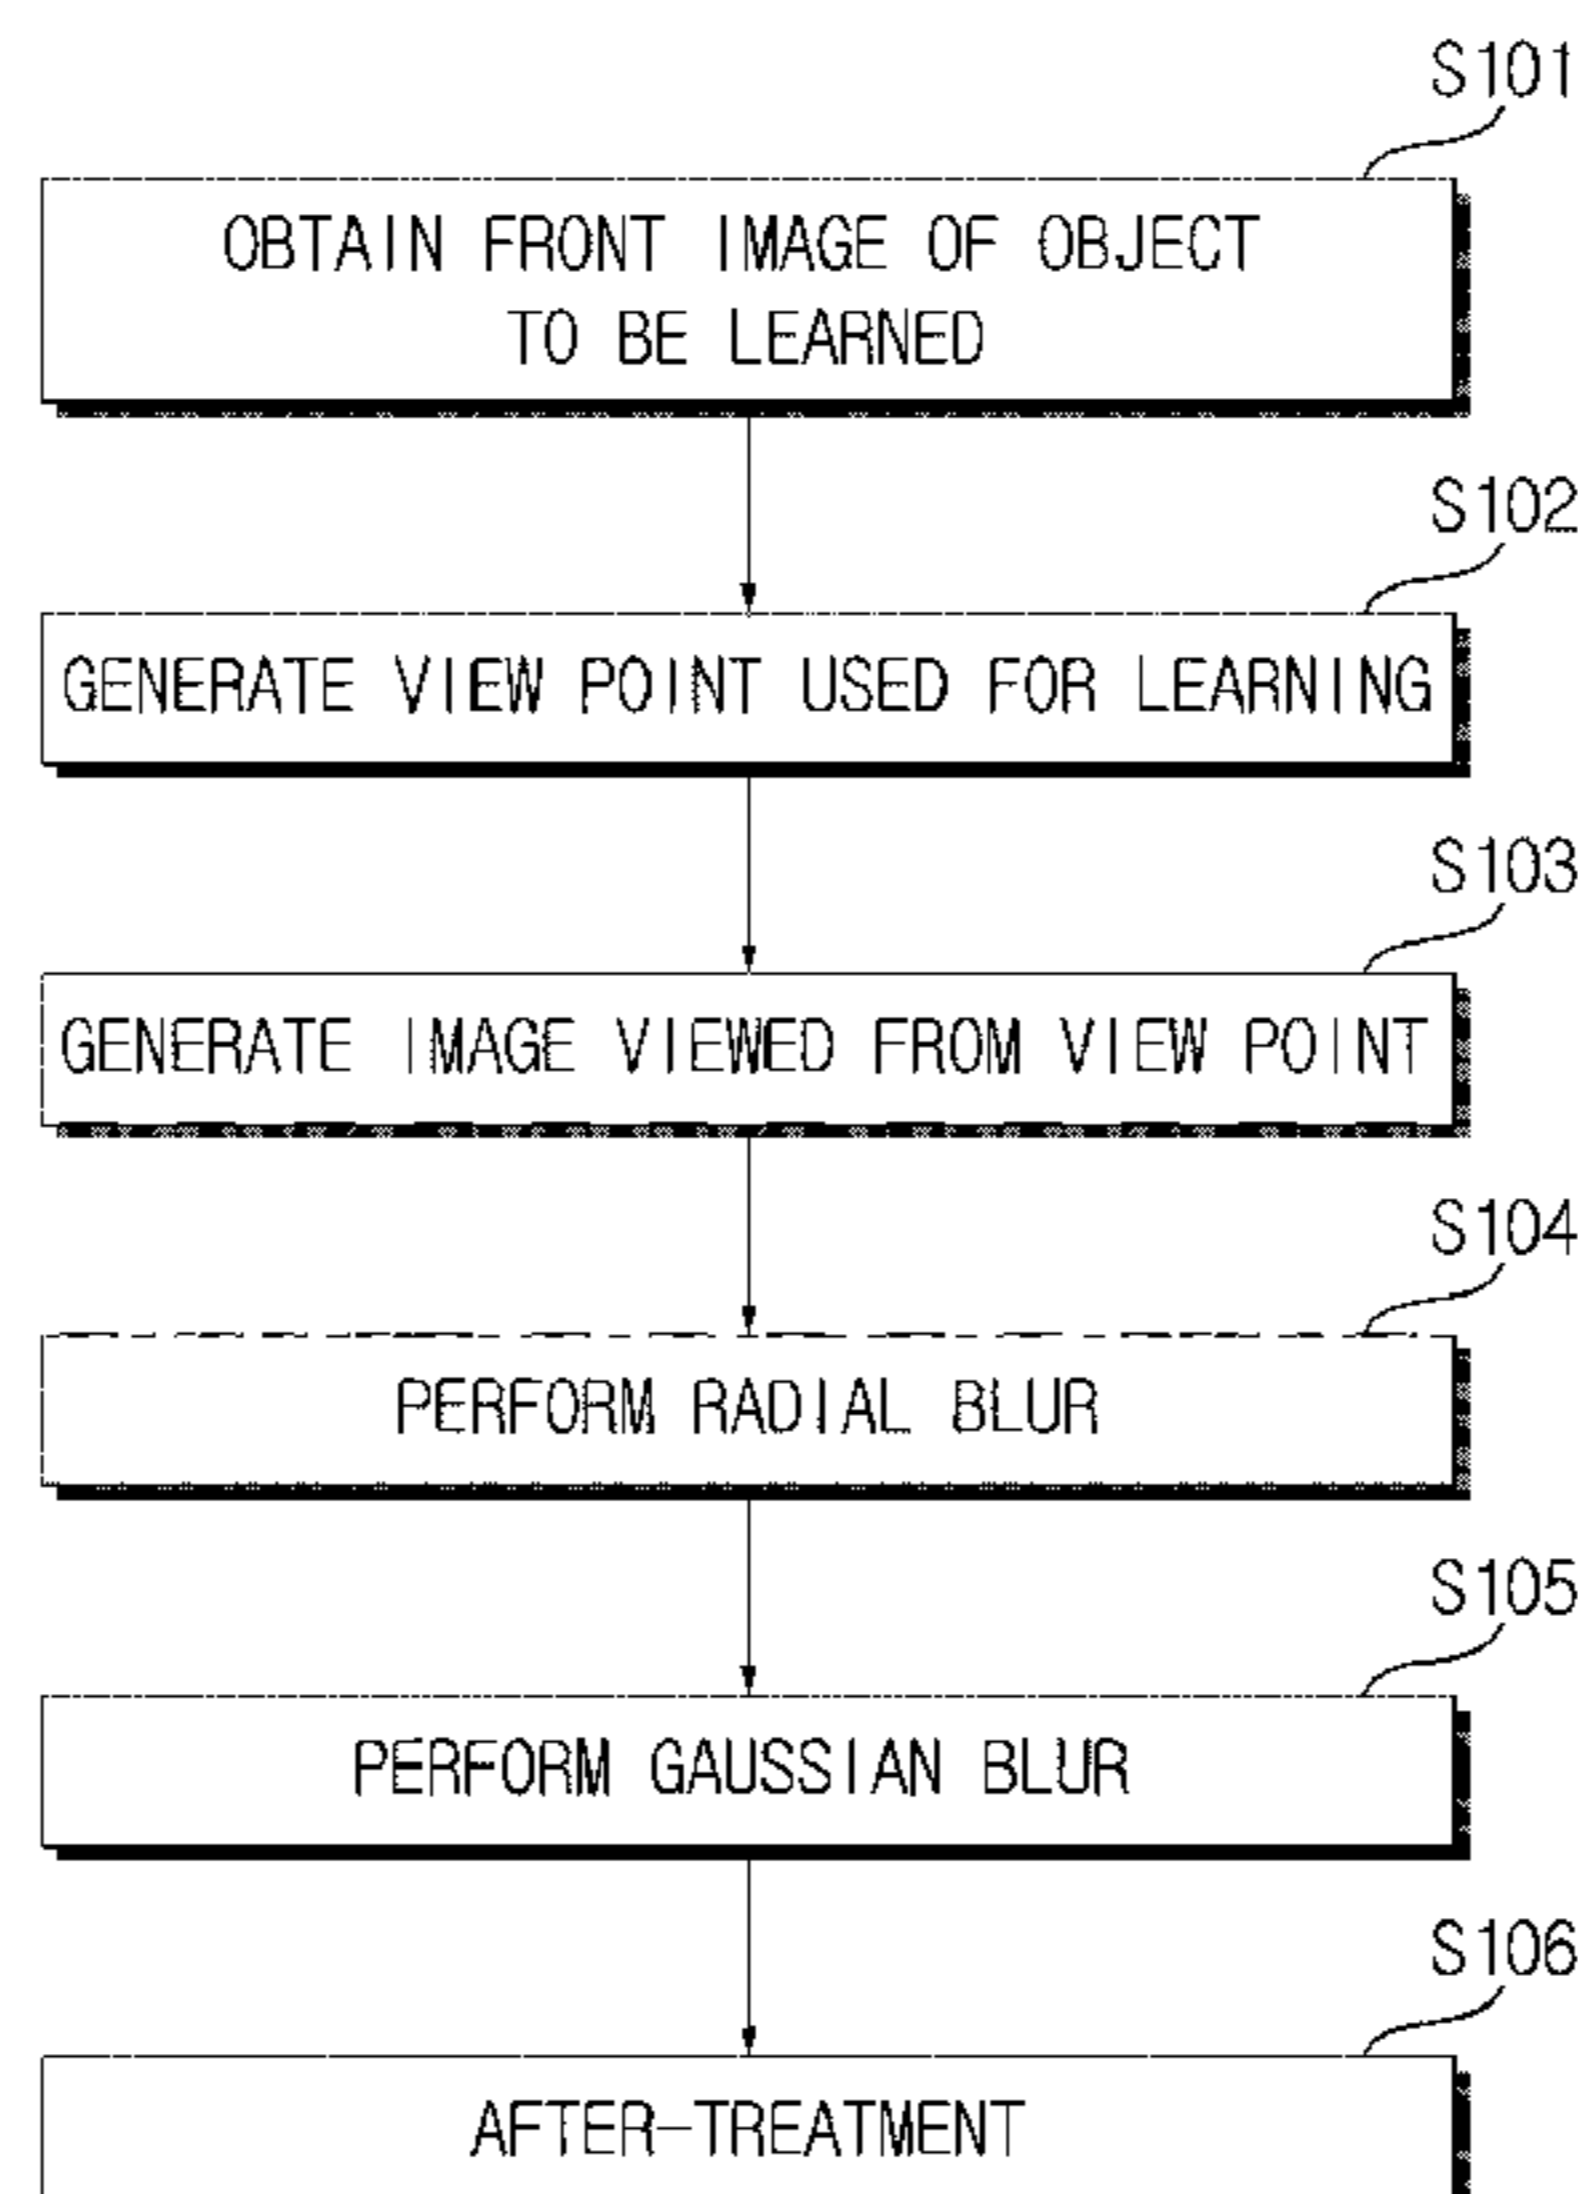 S101
OBTAIN FRONT IMAGE OF OBJECT
TO BE LEARNED
S102
GENERATE VIEW POINT USED FOR LEARNING
S103
GENERATE IMAGE VIEWED FROM VIEW POINT
S104
PERFORM RADIAL BLUR
S105
PERFORM GAUSSIAN BLUR
S106
AFTER-TREATMENT